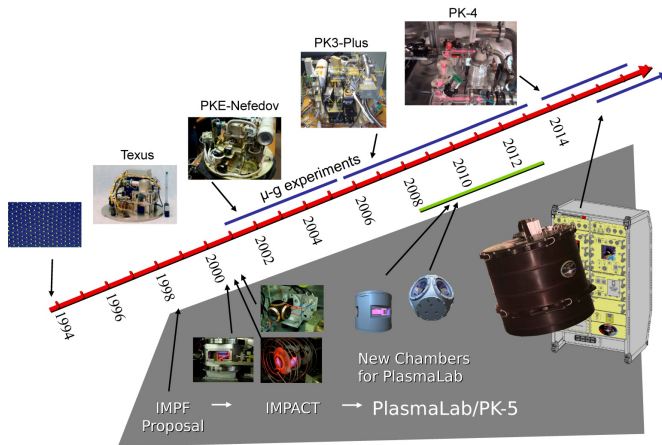 PK-4
PK3-Plus
PKE-Nefedov
Texus
μ-g experiments
1994
1996
1998
2000
2002
2004
2006
2008
2010
2012
2014
New Chambers
for PlasmaLab
IMPF
Proposal
IMPACT
PlasmaLab/PK-5